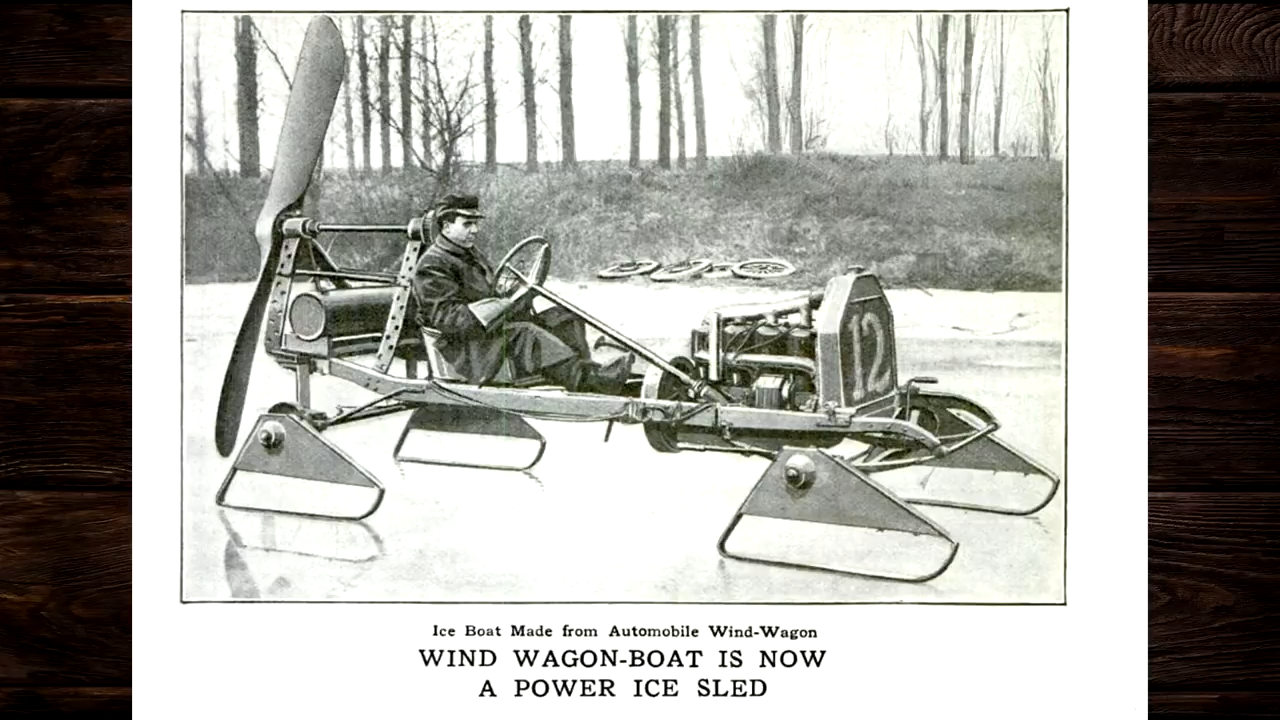 12
Ice Boat Made from Automobile Wind-Wagon
WIND WAGON-BOAT IS NOW
A POWER ICE SLED